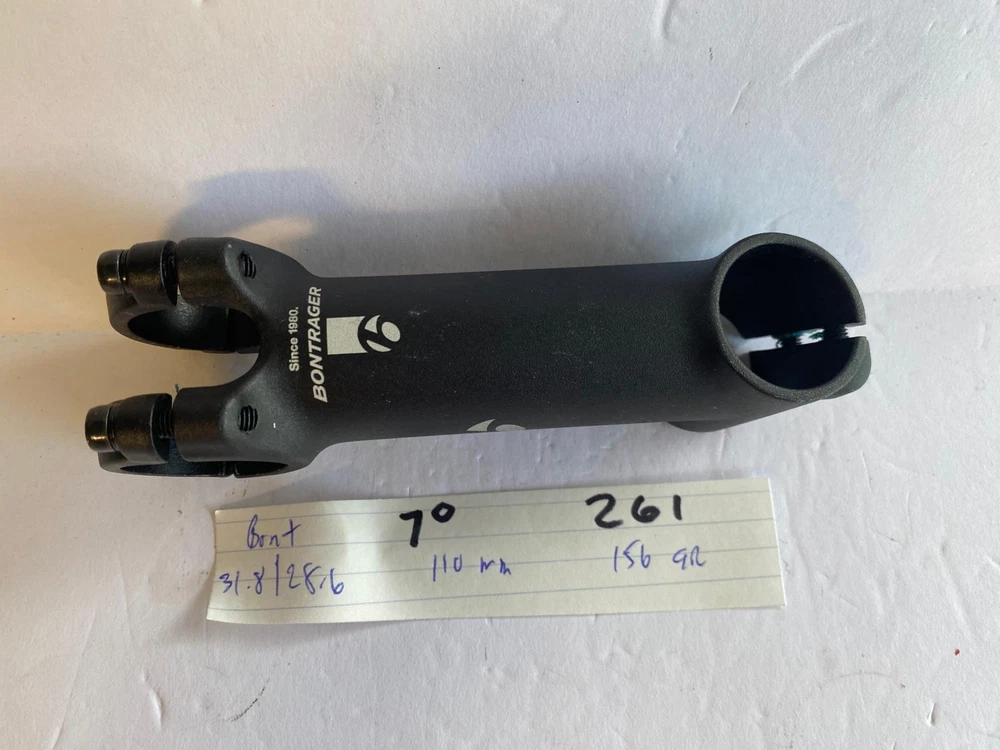 Since 1980.
BONTRAGER
Bont 7° 261
31.8/28.6 110 mm 156 GR